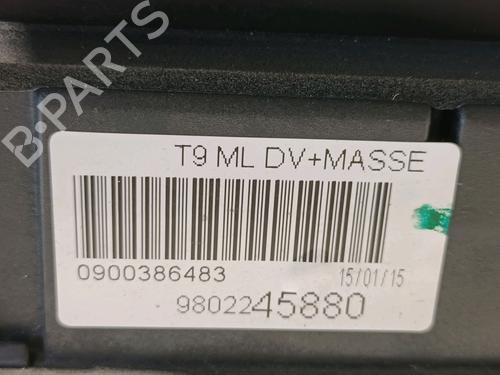 B-PARTS
T9 ML DV+MASSE
0900386483
15/01/15
9802245880